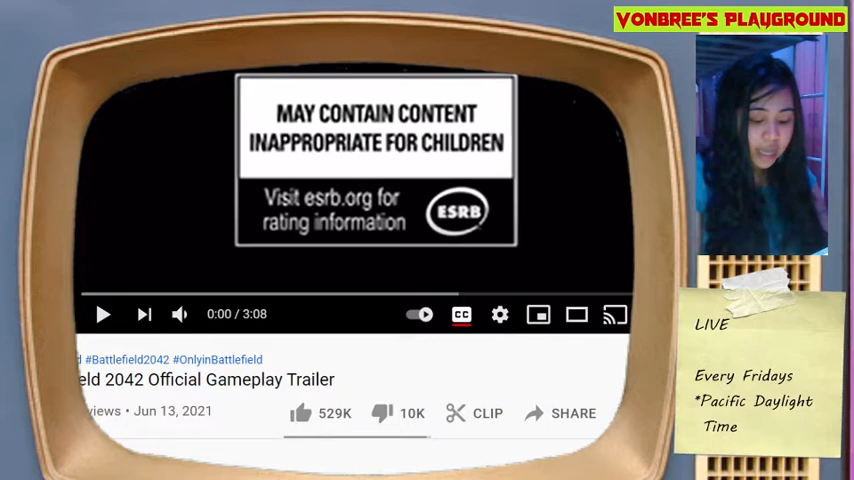 VONBREE'S PLAYGROUND
MAY CONTAIN CONTENT
INAPPROPRIATE FOR CHILDREN
Visit esrb.org for
rating information
ESRB
0:00 / 3:08
CC
d #Battlefield2042 #OnlyinBattlefield
eld 2042 Official Gameplay Trailer
views • Jun 13, 2021
529K
10K
CLIP
SHARE
LIVE
Every Fridays
*Pacific Daylight
Time